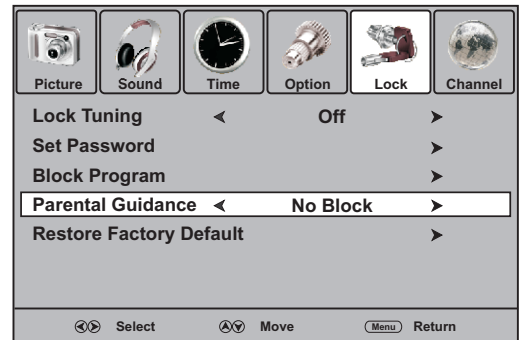 Picture Sound Time Option Lock Channel
Lock Tuning Off
Set Password
Block Program
Parental Guidance No Block
Restore Factory Default
Select Move Menu Return